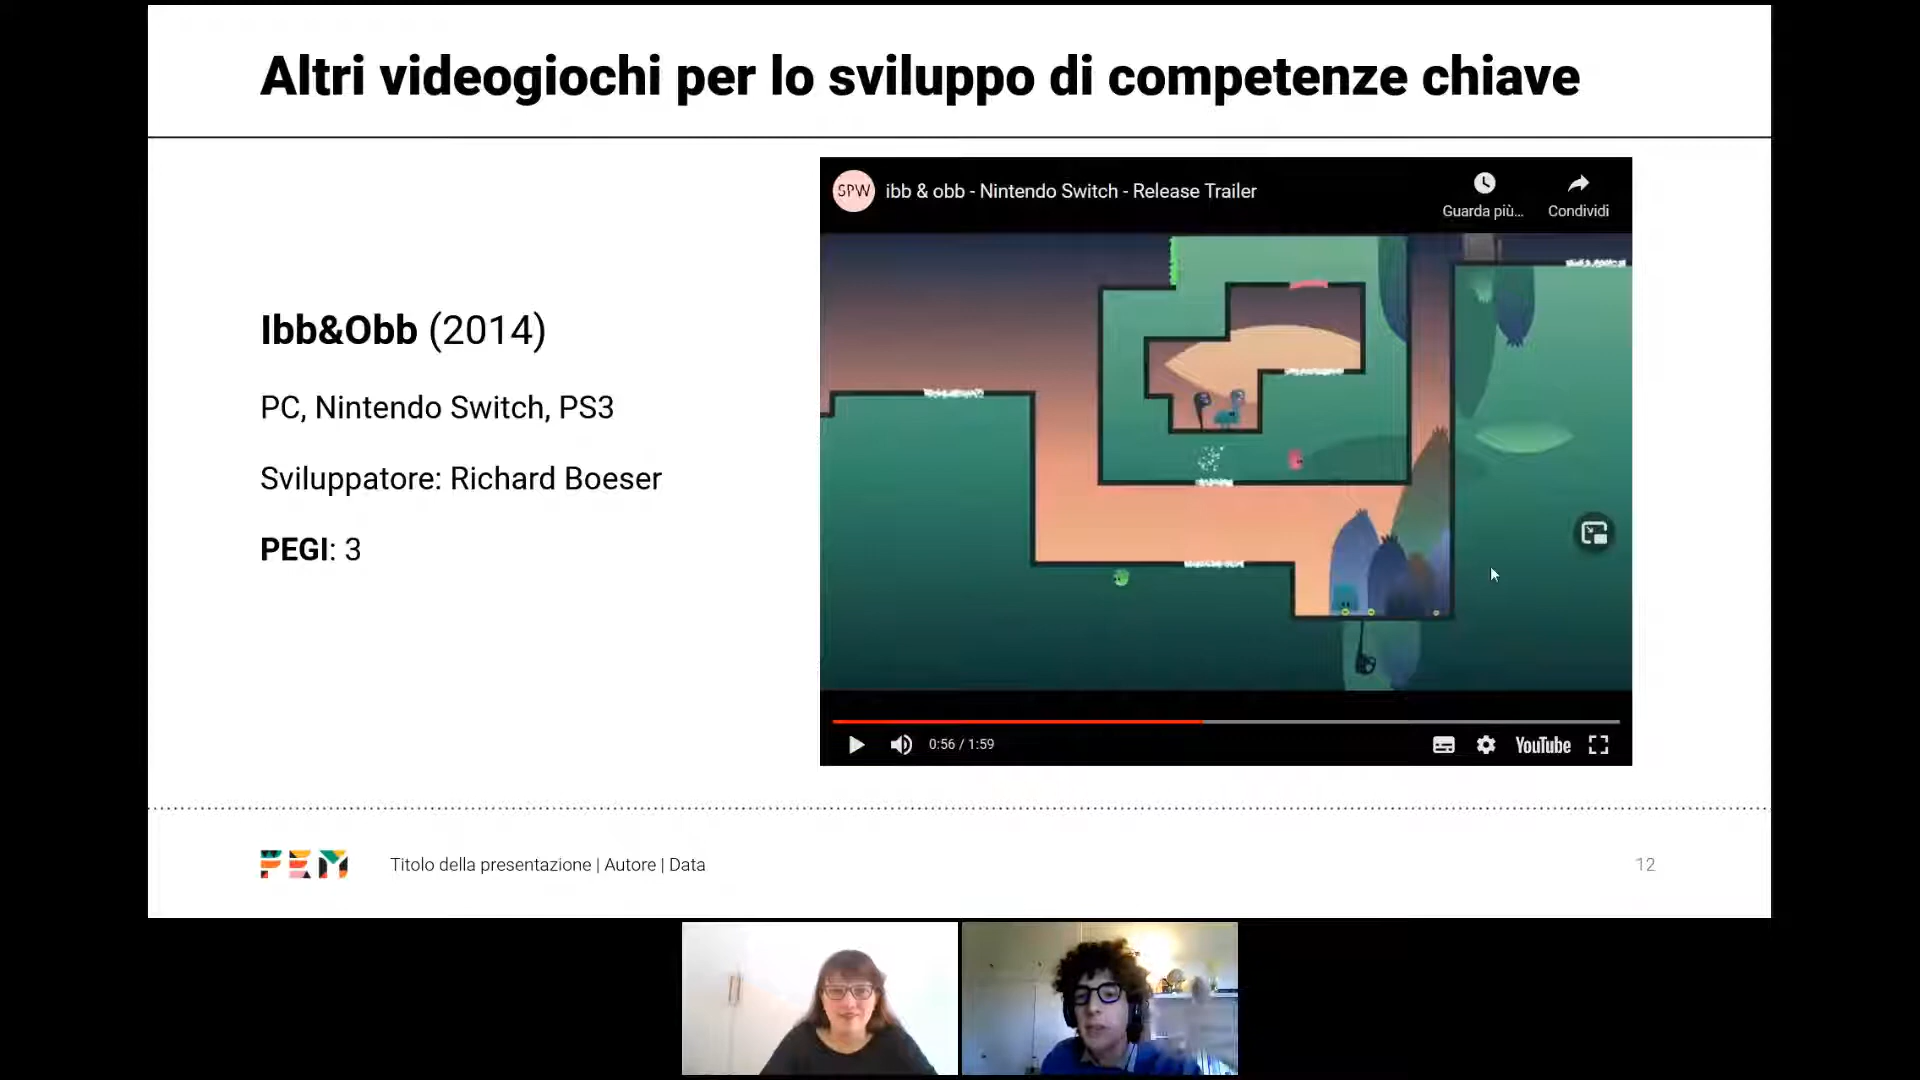 Altri videogiochi per lo sviluppo di competenze chiave
SPW
ibb & obb - Nintendo Switch - Release Trailer
Guarda più...
Condividi
Ibb&Obb (2014)
PC, Nintendo Switch, PS3
Sviluppatore: Richard Boeser
PEGI: 3
0:56 / 1:59
YouTube
PEM
Titolo della presentazione | Autore | Data
12